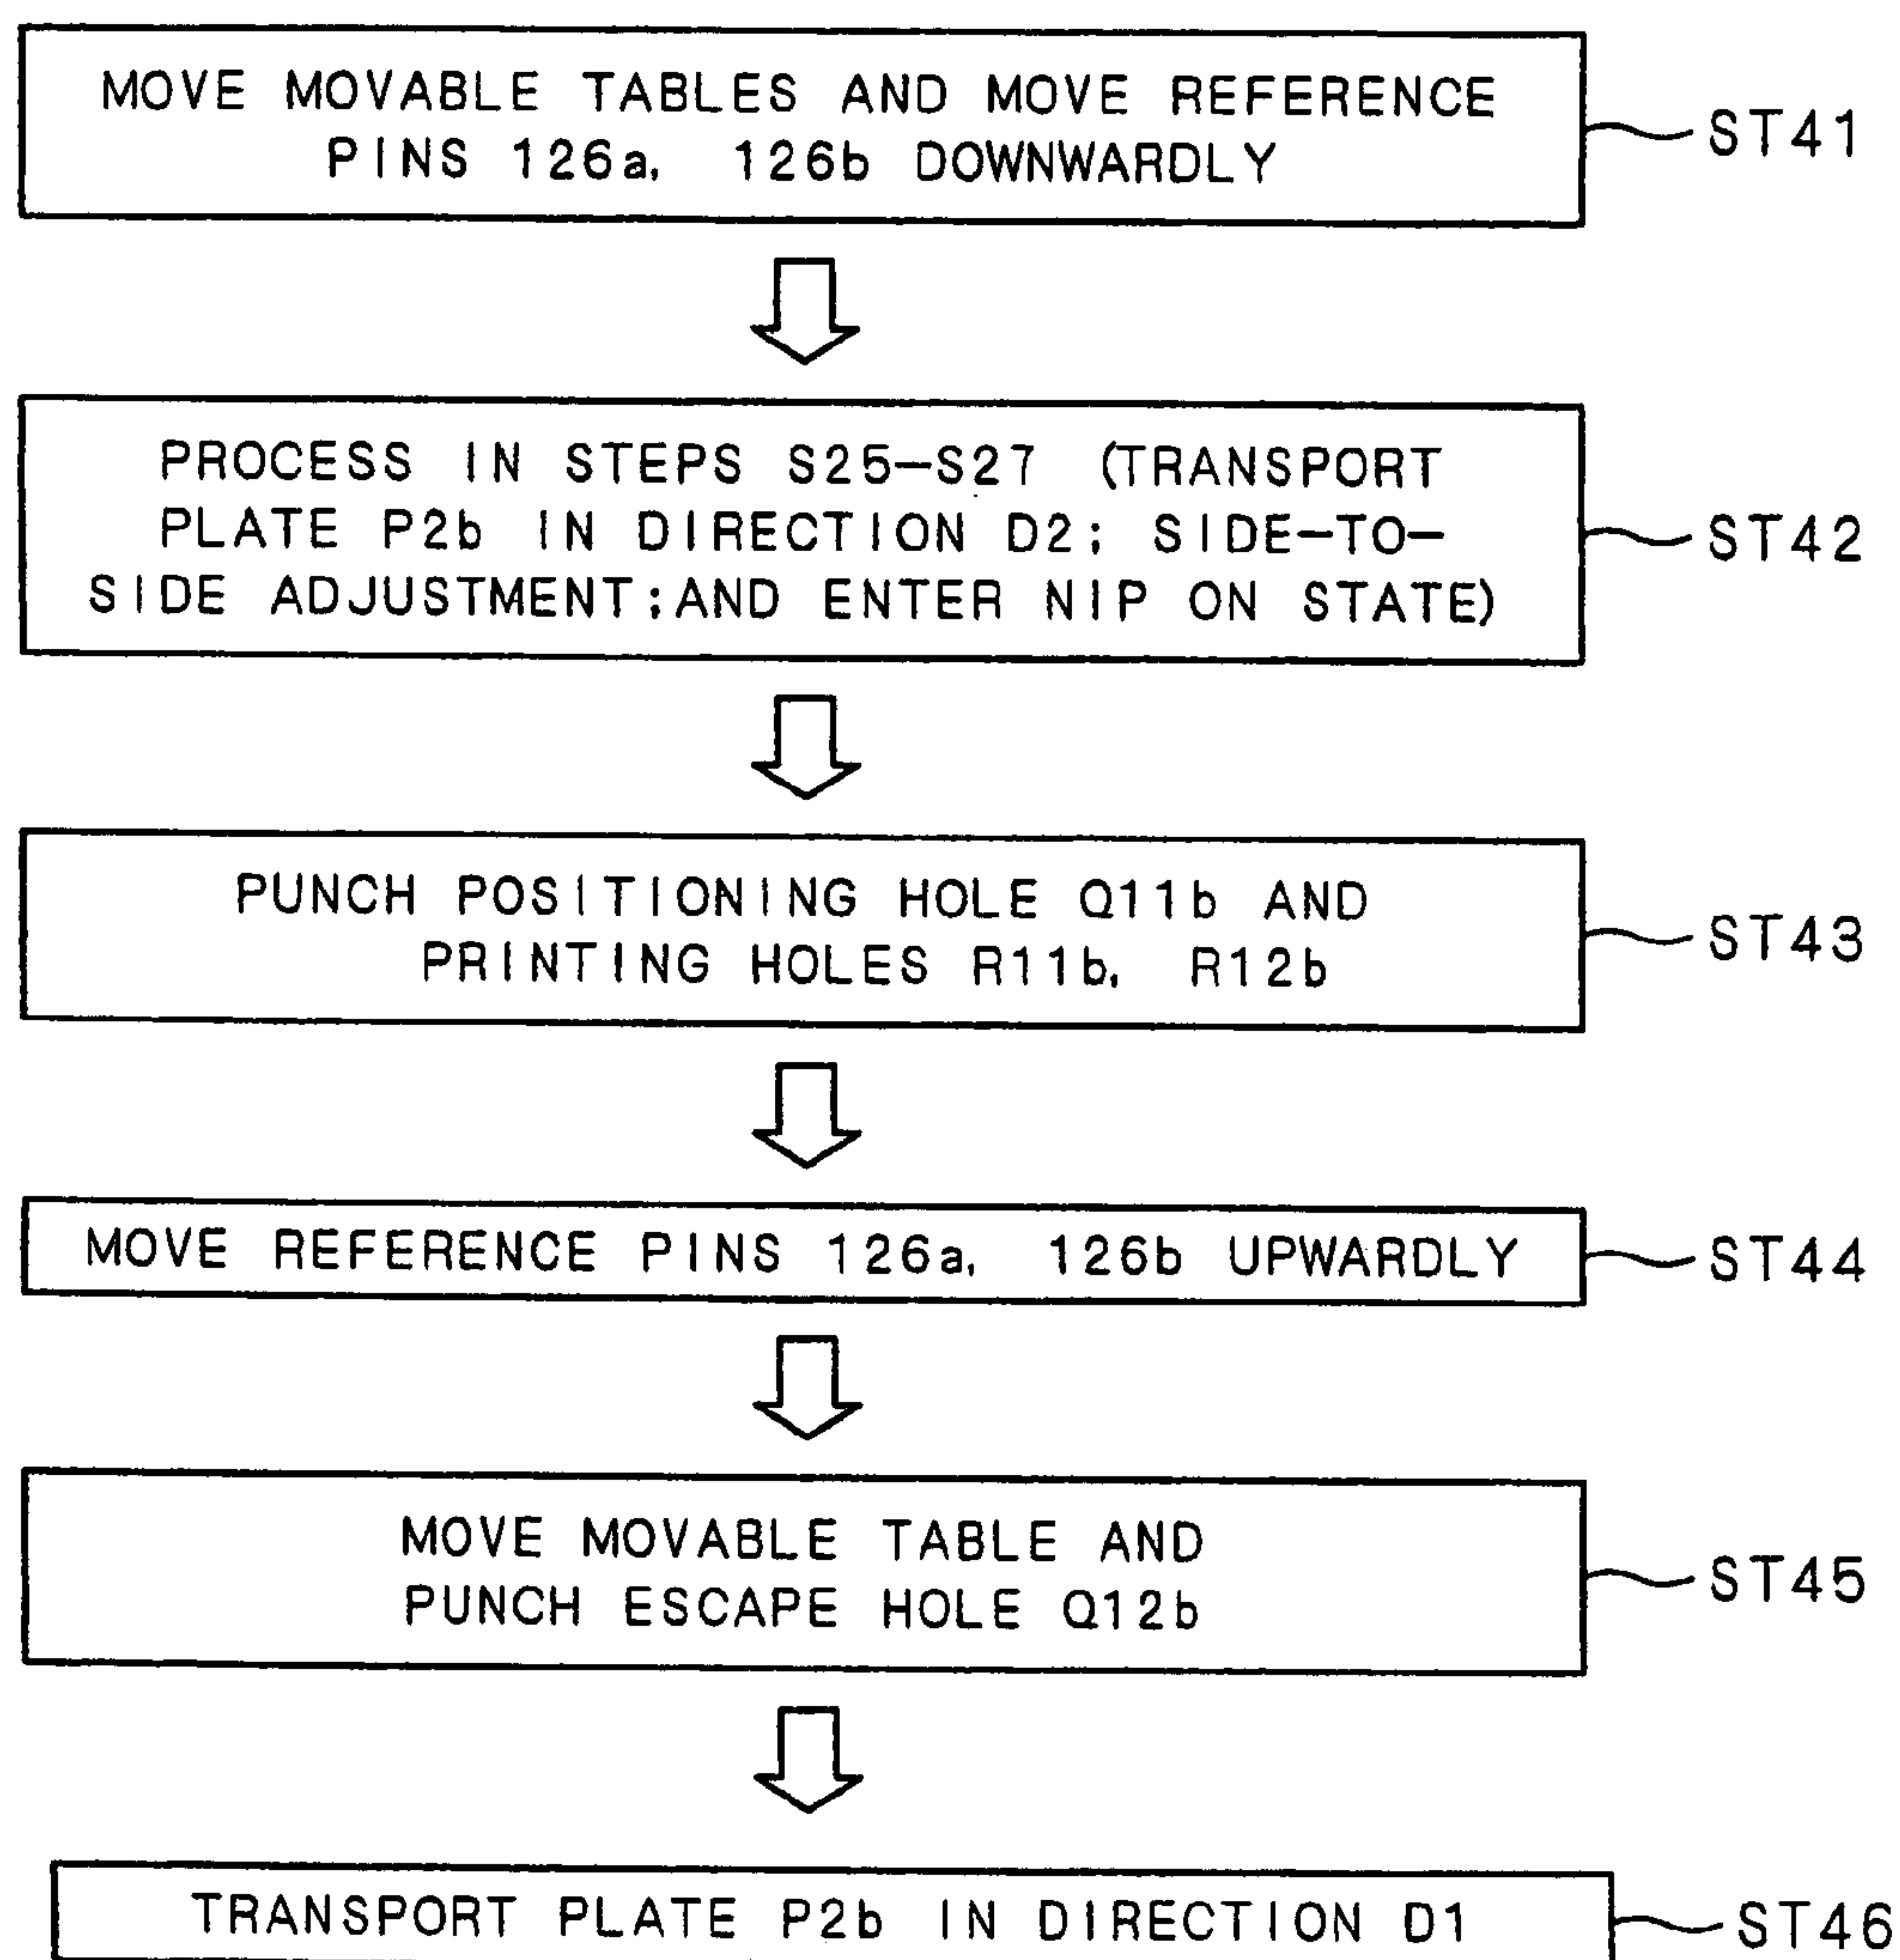 MOVE MOVABLE TABLES AND MOVE REFERENCE
PINS 126a, 126b DOWNWARDLY
ST41
PROCESS IN STEPS S25-S27 (TRANSPORT
PLATE P2b IN DIRECTION D2; SIDE-TO-
SIDE ADJUSTMENT;AND ENTER NIP ON STATE)
ST42
PUNCH POSITIONING HOLE Q11b AND
PRINTING HOLES R11b, R12b
ST43
MOVE REFERENCE PINS 126a, 126b UPWARDLY
ST44
MOVE MOVABLE TABLE AND
PUNCH ESCAPE HOLE Q12b
ST45
TRANSPORT PLATE P2b IN DIRECTION D1
ST46